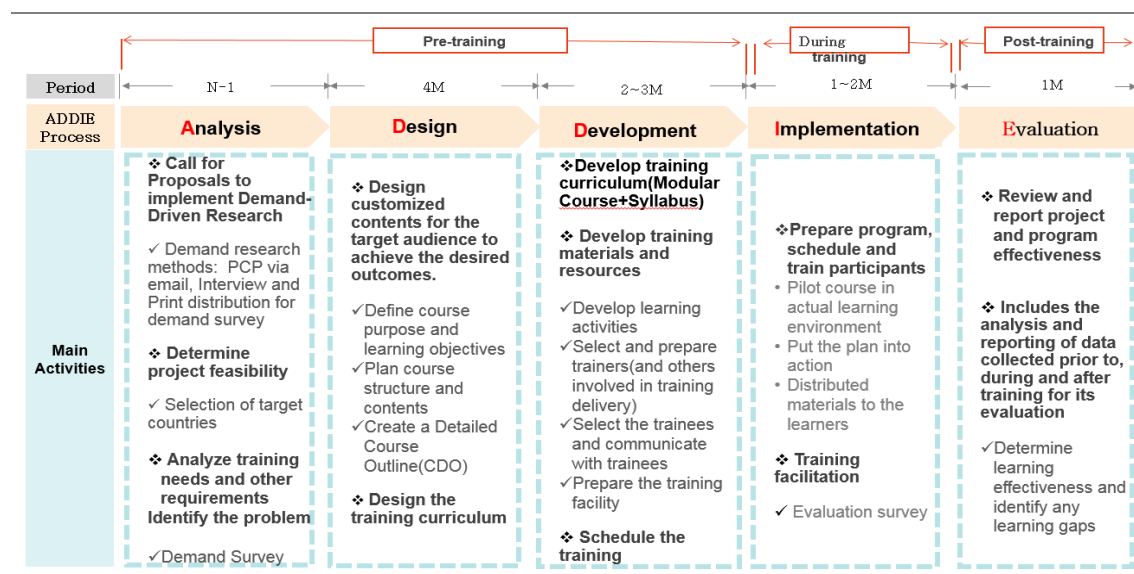 Pre-training
During
training
Post-training
Period
N-1
4M
2~3M
1~2M
1M
ADDIE
Process
Analysis
Design
Development
Implementation
Evaluation
Main
Activities
❖ Call for
Proposals to
implement Demand-
Driven Research
✓ Demand research
methods: PCP via
email, Interview and
Print distribution for
demand survey
❖ Determine
project feasibility
✓ Selection of target
countries
❖ Analyze training
needs and other
requirements
Identify the problem
✓Demand Survey
❖ Design
customized
contents for the
target audience to
achieve the desired
outcomes.
✓Define course
purpose and
learning objectives
✓Plan course
structure and
contents
✓Create a Detailed
Course
Outline(CDO)
❖ Design the
training curriculum
❖Develop training
curriculum(Modular
Course+Syllabus)
❖ Develop training
materials and
resources
✓Develop learning
activities
✓Select and prepare
trainers(and others
involved in training
delivery)
✓Select the trainees
and communicate
with trainees
✓Prepare the training
facility
❖ Schedule the
training
❖Prepare program,
schedule and
train participants
• Pilot course in
actual learning
environment
• Put the plan into
action
• Distributed
materials to the
learners
❖ Training
facilitation
✓ Evaluation survey
❖ Review and
report project
and program
effectiveness
❖ Includes the
analysis and
reporting of data
collected prior to,
during and after
training for its
evaluation
✓Determine
learning
effectiveness and
identify any
learning gaps